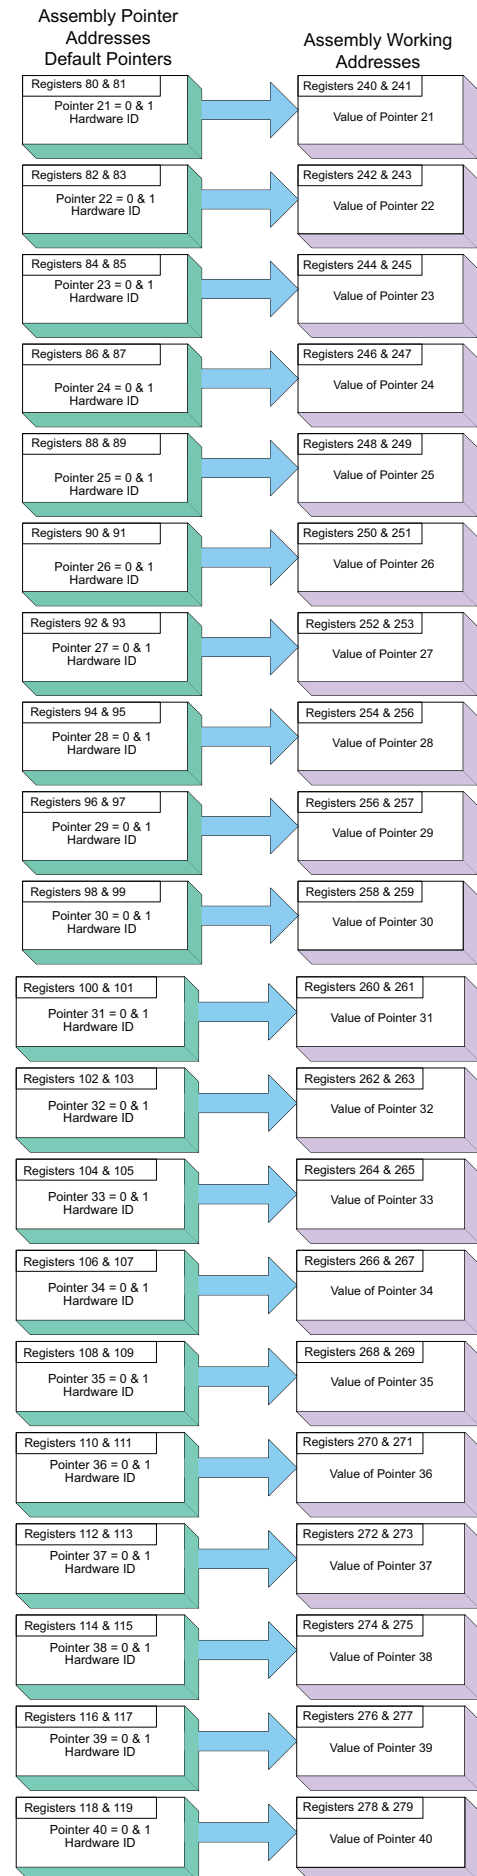 Assembly Pointer
Addresses
Default Pointers
Assembly Working
Addresses
Registers 80 & 81
Pointer 21 = 0 & 1
Hardware ID
Registers 240 & 241
Value of Pointer 21
Registers 82 & 83
Pointer 22 = 0 & 1
Hardware ID
Registers 242 & 243
Value of Pointer 22
Registers 84 & 85
Pointer 23 = 0 & 1
Hardware ID
Registers 244 & 245
Value of Pointer 23
Registers 86 & 87
Pointer 24 = 0 & 1
Hardware ID
Registers 246 & 247
Value of Pointer 24
Registers 88 & 89
Pointer 25 = 0 & 1
Hardware ID
Registers 248 & 249
Value of Pointer 25
Registers 90 & 91
Pointer 26 = 0 & 1
Hardware ID
Registers 250 & 251
Value of Pointer 26
Registers 92 & 93
Pointer 27 = 0 & 1
Hardware ID
Registers 252 & 253
Value of Pointer 27
Registers 94 & 95
Pointer 28 = 0 & 1
Hardware ID
Registers 254 & 256
Value of Pointer 28
Registers 96 & 97
Pointer 29 = 0 & 1
Hardware ID
Registers 256 & 257
Value of Pointer 29
Registers 98 & 99
Pointer 30 = 0 & 1
Hardware ID
Registers 258 & 259
Value of Pointer 30
Registers 100 & 101
Pointer 31 = 0 & 1
Hardware ID
Registers 260 & 261
Value of Pointer 31
Registers 102 & 103
Pointer 32 = 0 & 1
Hardware ID
Registers 262 & 263
Value of Pointer 32
Registers 104 & 105
Pointer 33 = 0 & 1
Hardware ID
Registers 264 & 265
Value of Pointer 33
Registers 106 & 107
Pointer 34 = 0 & 1
Hardware ID
Registers 266 & 267
Value of Pointer 34
Registers 108 & 109
Pointer 35 = 0 & 1
Hardware ID
Registers 268 & 269
Value of Pointer 35
Registers 110 & 111
Pointer 36 = 0 & 1
Hardware ID
Registers 270 & 271
Value of Pointer 36
Registers 112 & 113
Pointer 37 = 0 & 1
Hardware ID
Registers 272 & 273
Value of Pointer 37
Registers 114 & 115
Pointer 38 = 0 & 1
Hardware ID
Registers 274 & 275
Value of Pointer 38
Registers 116 & 117
Pointer 39 = 0 & 1
Hardware ID
Registers 276 & 277
Value of Pointer 39
Registers 118 & 119
Pointer 40 = 0 & 1
Hardware ID
Registers 278 & 279
Value of Pointer 40